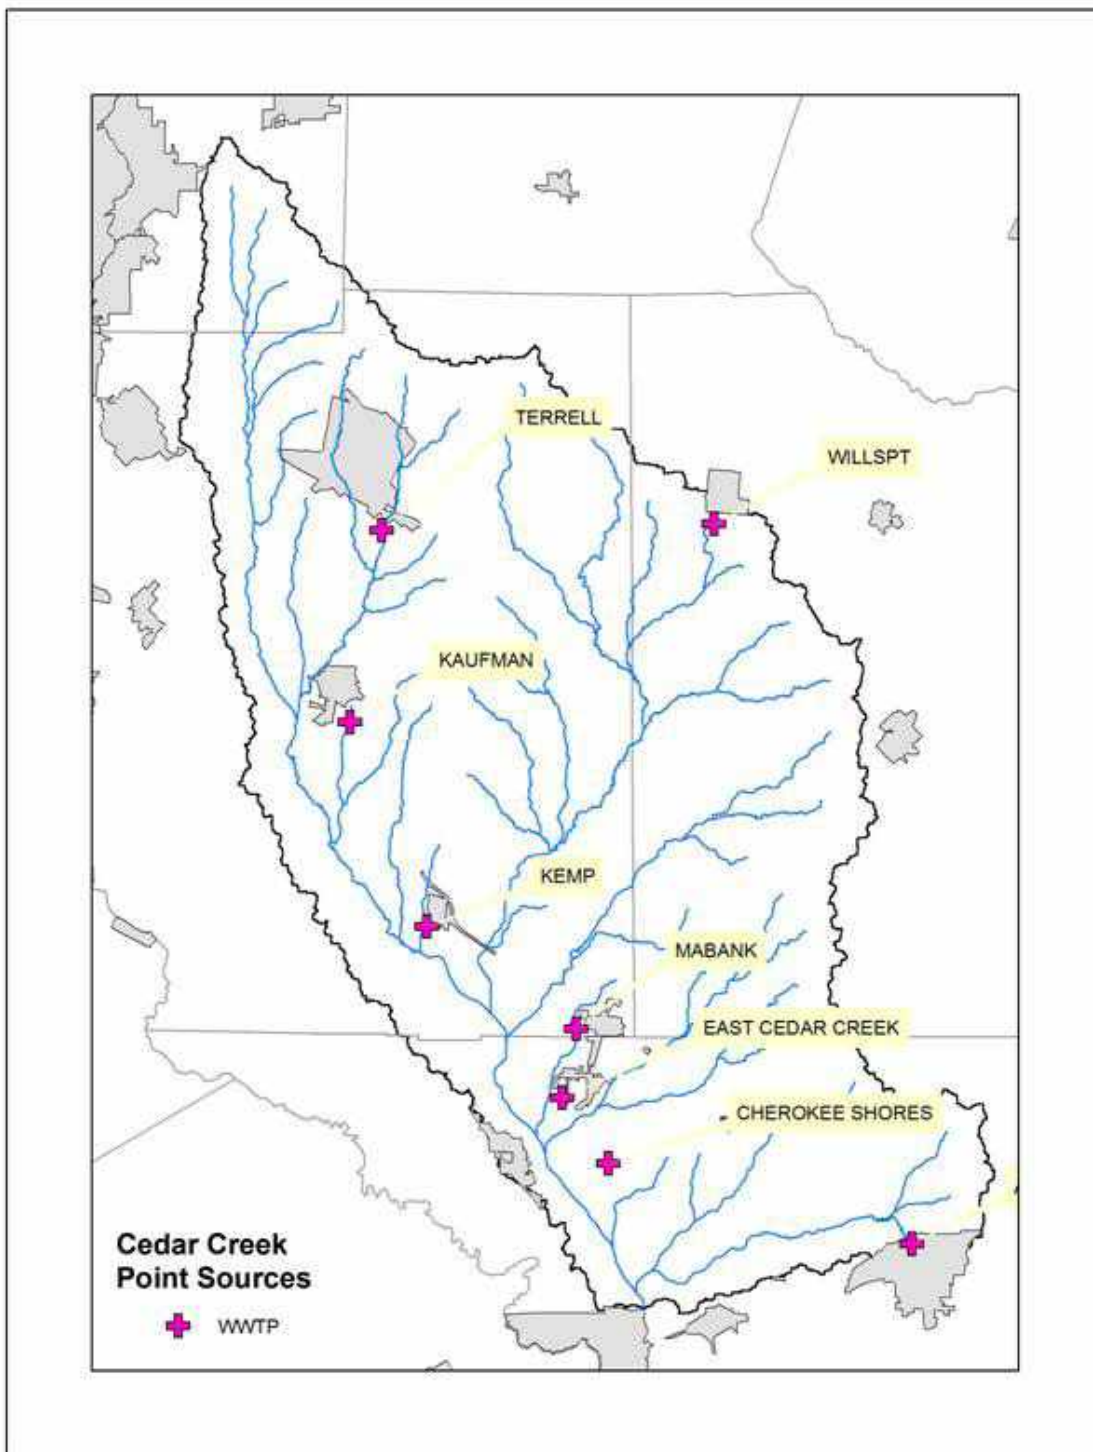 TERRELL
WILLSPT
KAUFMAN
KEMP
MABANK
EAST CEDAR CREEK
CHEROKEE SHORES
Cedar Creek
Point Sources
WWTP